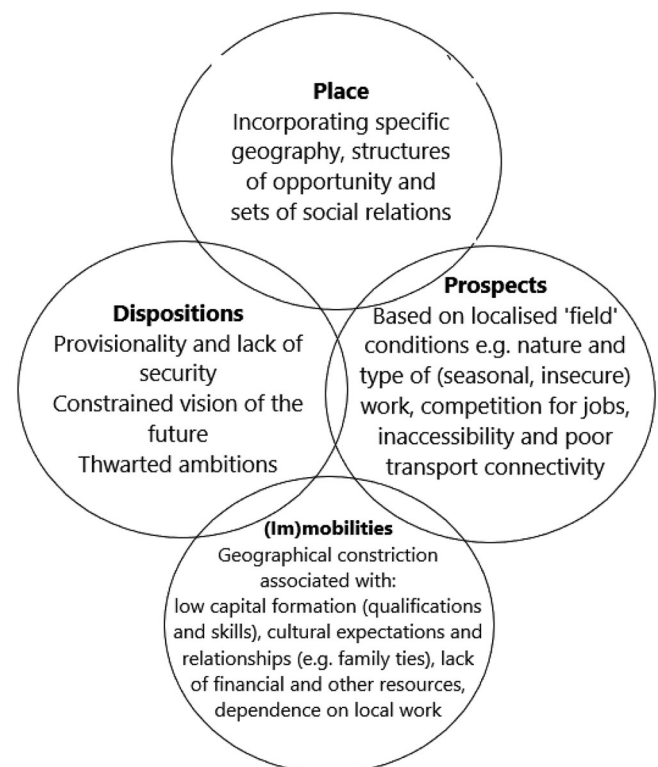 Place
Incorporating specific
geography, structures
of opportunity and
sets of social relations
Dispositions
Provisionality and lack of
security
Constrained vision of the
future
Thwarted ambitions
Prospects
Based on localised 'field'
conditions e.g. nature and
type of (seasonal, insecure)
work, competition for jobs,
inaccessibility and poor
transport connectivity
(Im)mobilities
Geographical constriction
associated with:
low capital formation (qualifications
and skills), cultural expectations and
relationships (e.g. family ties), lack
of financial and other resources,
dependence on local work